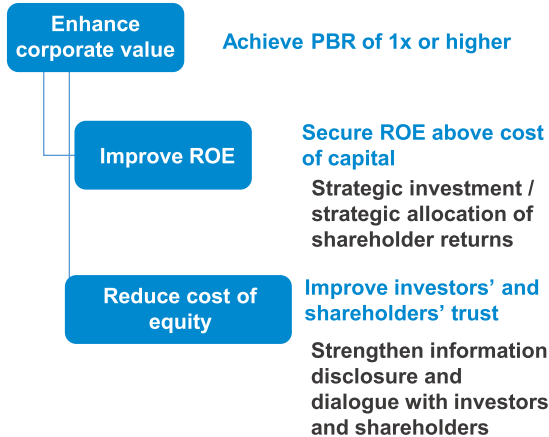 Enhance
corporate value
Achieve PBR of 1x or higher
Improve ROE
Secure ROE above cost
of capital
Strategic investment /
strategic allocation of
shareholder returns
Reduce cost of
equity
Improve investors’ and
shareholders’ trust
Strengthen information
disclosure and
dialogue with investors
and shareholders